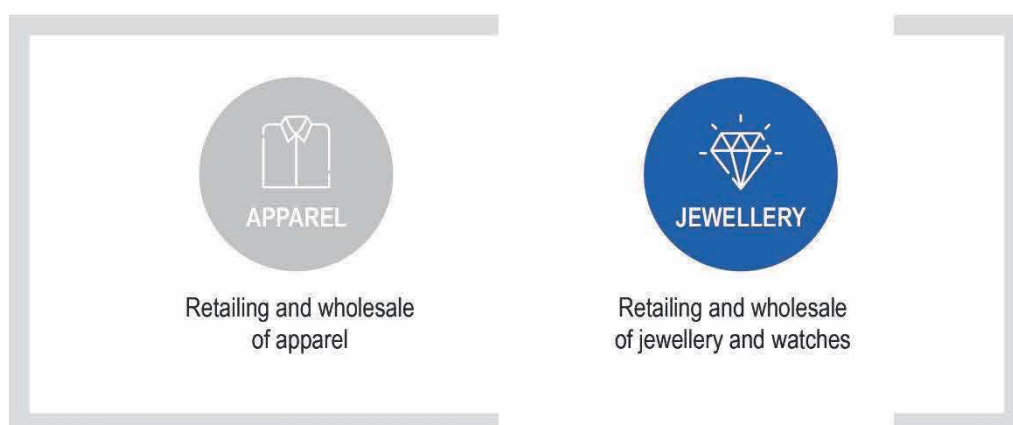 APPAREL
Retailing and wholesale
of apparel
JEWELLERY
Retailing and wholesale
of jewellery and watches